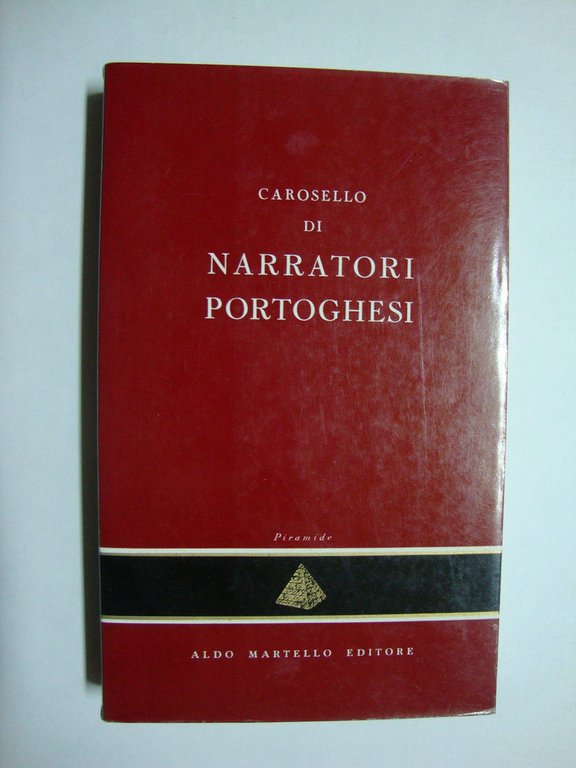 CAROSELLO
DI
NARRATORI
PORTOGHESI
Piramide
ALDO MARTELLO EDITORE